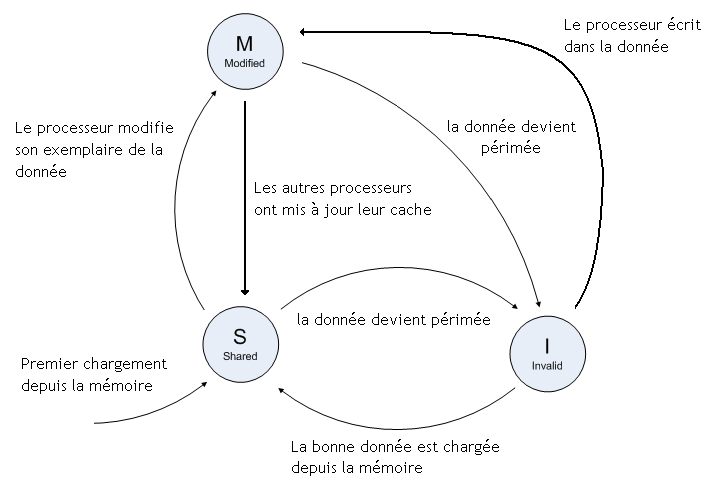 Le processeur écrit
dans la donnée
M
Modified
Le processeur modifie
son exemplaire de la
donnée
la donnée devient
périmée
Les autres processeurs
ont mis à jour leur cache
la donnée devient périmée
S
Shared
I
Invalid
Premier chargement
depuis la mémoire
La bonne donnée est chargée
depuis la mémoire